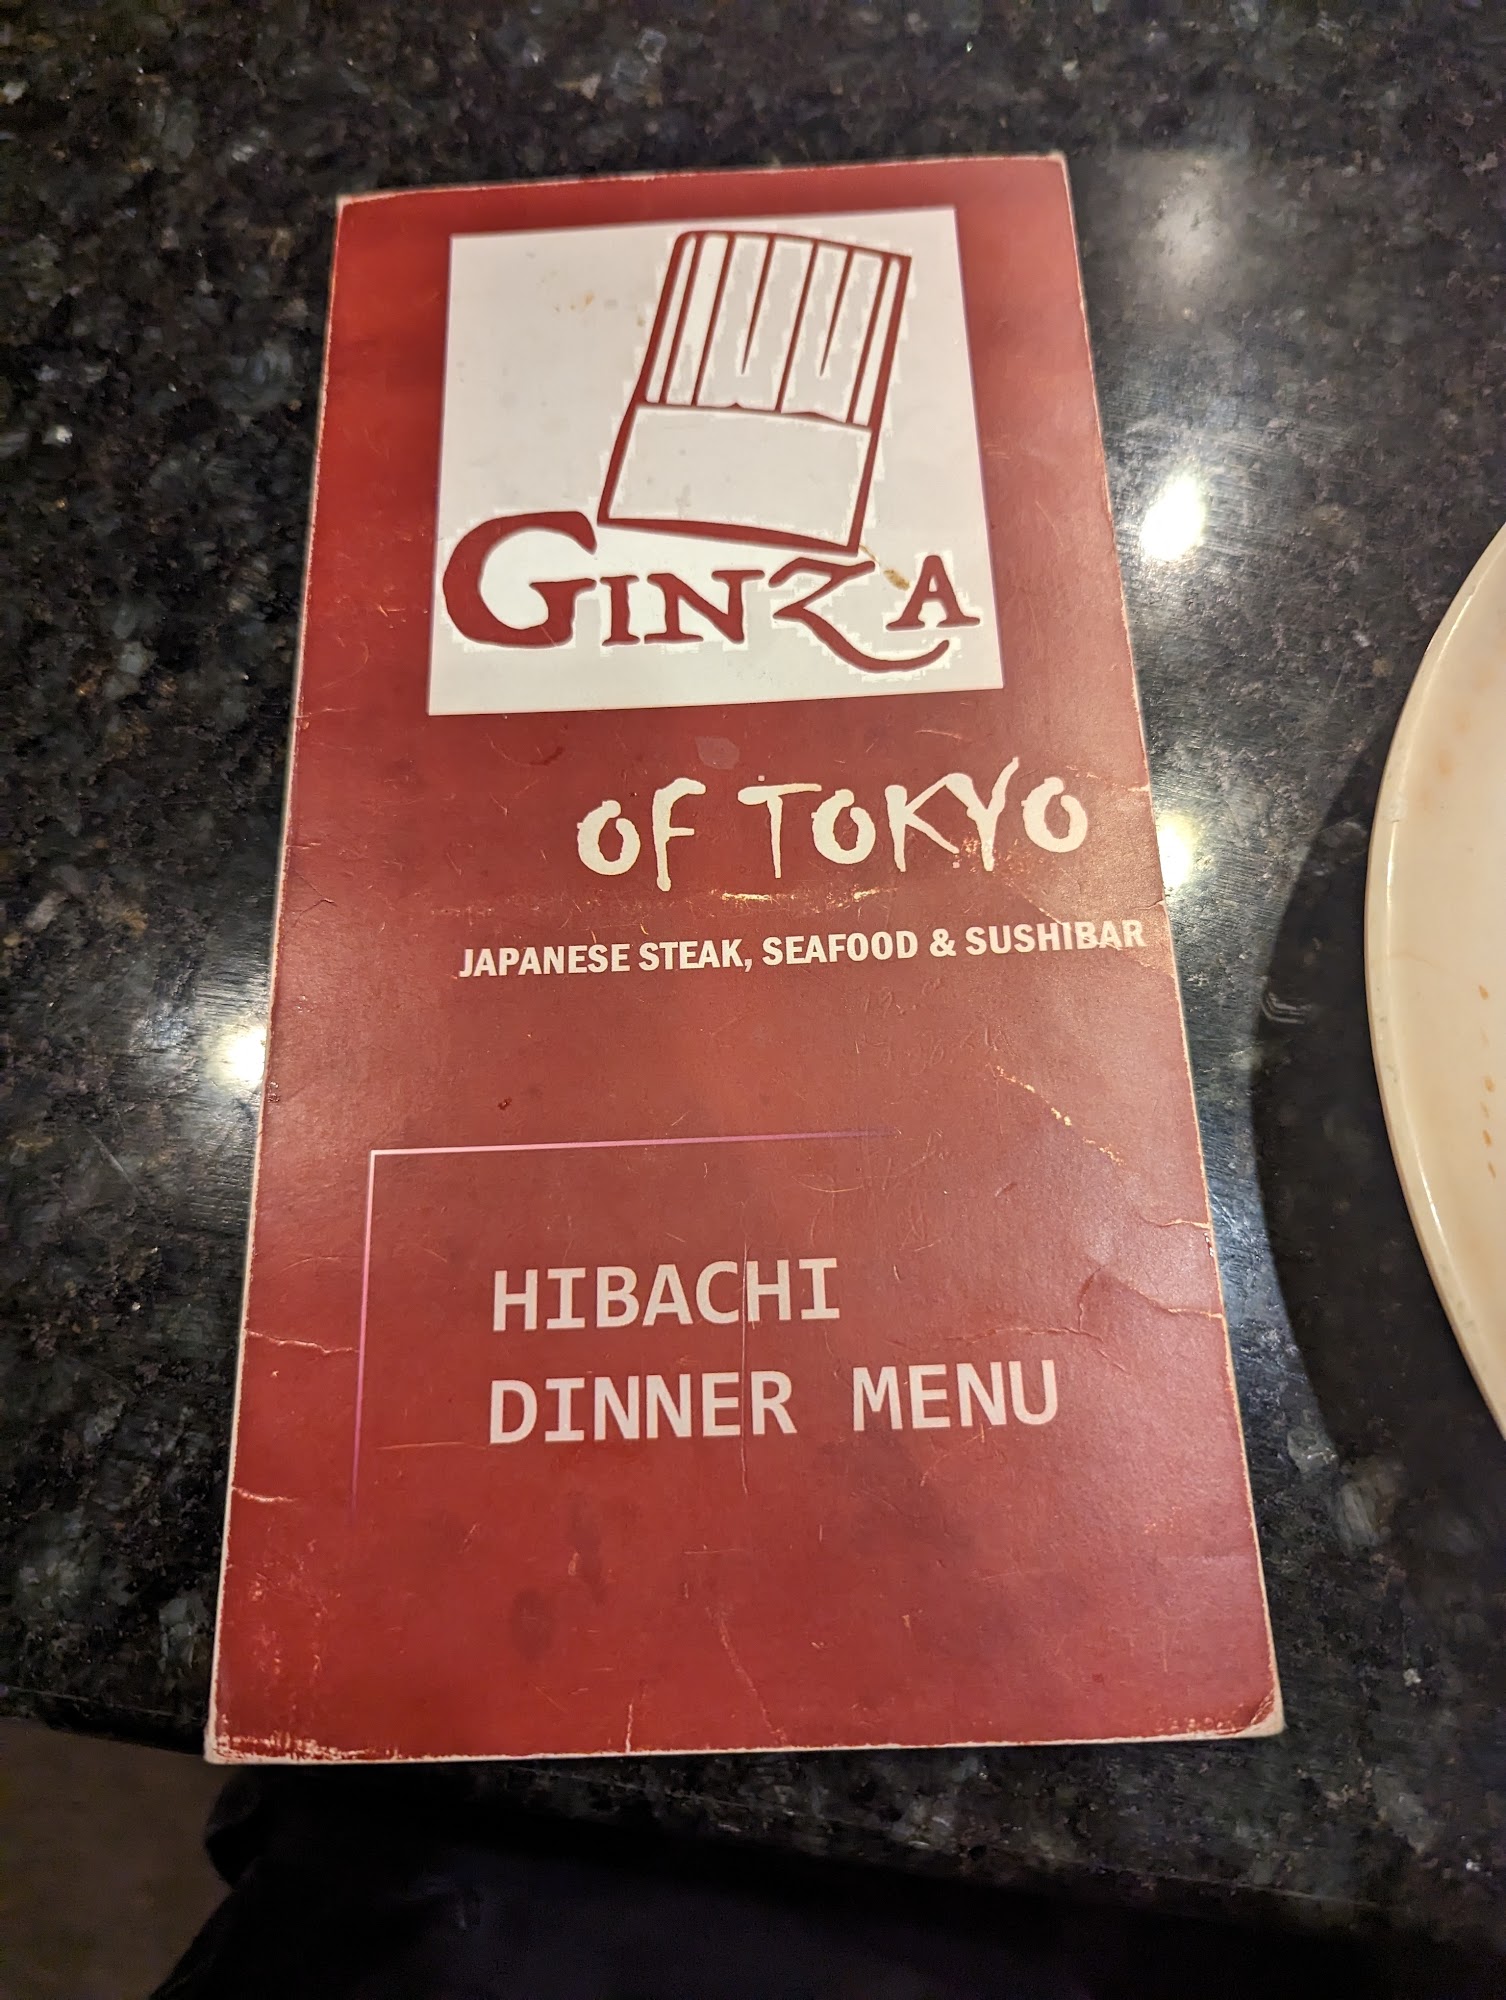 GINZA
OF TOKYO
JAPANESE STEAK, SEAFOOD & SUSHIBAR
HIBACHI
DINNER MENU